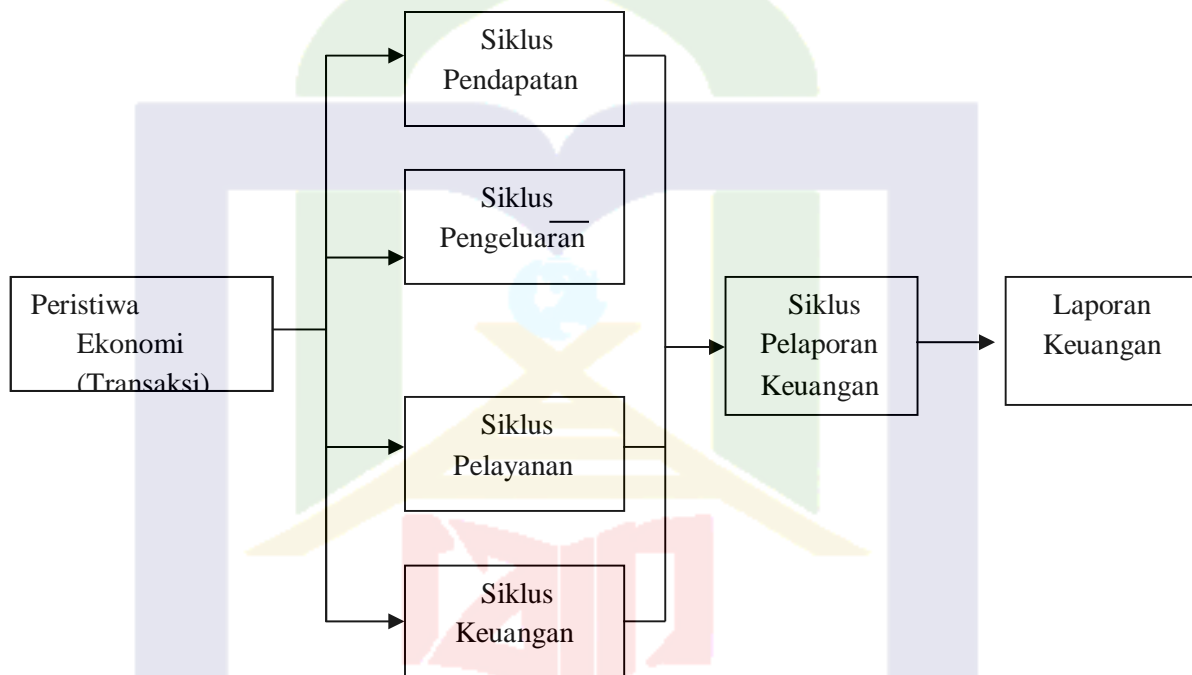 Siklus
Pendapatan
Siklus
Pengeluaran
Peristiwa
Ekonomi
(Transaksi)
Siklus
Pelaporan
Keuangan
Laporan
Keuangan
Siklus
Pelayanan
Siklus
Keuangan